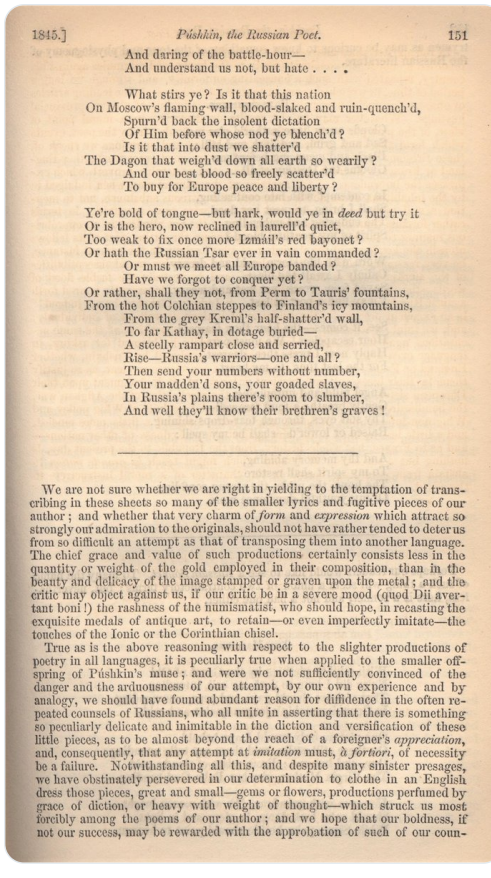 1845.] Púshkin, the Russian Poet. 151
And daring of the battle-hour—
And understand us not, but hate . . . .
What stirs ye? Is it that this nation
On Moscow's flaming wall, blood-slaked and ruin-quench'd,
Spurn'd back the insolent dictation
Of Him before whose nod ye blench'd?
Is it that into dust we shatter'd
The Dagon that weigh'd down all earth so wearily?
And our best blood so freely scatter'd
To buy for Europe peace and liberty?
Ye're bold of tongue—but hark, would ye in deed but try it
Or is the hero, now reclined in laurell'd quiet,
Too weak to fix once more Izmáil's red bayonet?
Or hath the Russian Tsar ever in vain commanded?
Or must we meet all Europe banded?
Have we forgot to conquer yet?
Or rather, shall they not, from Perm to Tauris' fountains,
From the hot Colchian steppes to Finland's icy mountains,
From the grey Kreml's half-shatter'd wall,
To far Kathay, in dotage buried—
A steelly rampart close and serried,
Rise—Russia's warriors—one and all?
Then send your numbers without number,
Your madden'd sons, your goaded slaves,
In Russia's plains there's room to slumber,
And well they'll know their brethren's graves!
We are not sure whether we are right in yielding to the temptation of trans-
cribing in these sheets so many of the smaller lyrics and fugitive pieces of our
author; and whether that very charm of form and expression which attract so
strongly our admiration to the originals, should not have rather tended to deter us
from so difficult an attempt as that of transposing them into another language.
The chief grace and value of such productions certainly consists less in the
quantity or weight of the gold employed in their composition, than in the
beauty and delicacy of the image stamped or graven upon the metal; and the
critic may object against us, if our critic be in a severe mood (quod Dii aver-
tant boni!) the rashness of the numismatist, who should hope, in recasting the
exquisite medals of antique art, to retain—or even imperfectly imitate—the
touches of the Ionic or the Corinthian chisel.
True as is the above reasoning with respect to the slighter productions of
poetry in all languages, it is peculiarly true when applied to the smaller off-
spring of Púshkin's muse; and were we not sufficiently convinced of the
danger and the arduousness of our attempt, by our own experience and by
analogy, we should have found abundant reason for diffidence in the often re-
peated counsels of Russians, who all unite in asserting that there is something
so peculiarly delicate and inimitable in the diction and versification of these
little pieces, as to be almost beyond the reach of a foreigner's appreciation,
and, consequently, that any attempt at imitation must, à fortiori, of necessity
be a failure. Notwithstanding all this, and despite many sinister presages,
we have obstinately persevered in our determination to clothe in an English
dress those pieces, great and small—gems or flowers, productions perfumed by
grace of diction, or heavy with weight of thought—which struck us most
forcibly among the poems of our author; and we hope that our boldness, if
not our success, may be rewarded with the approbation of such of our coun-